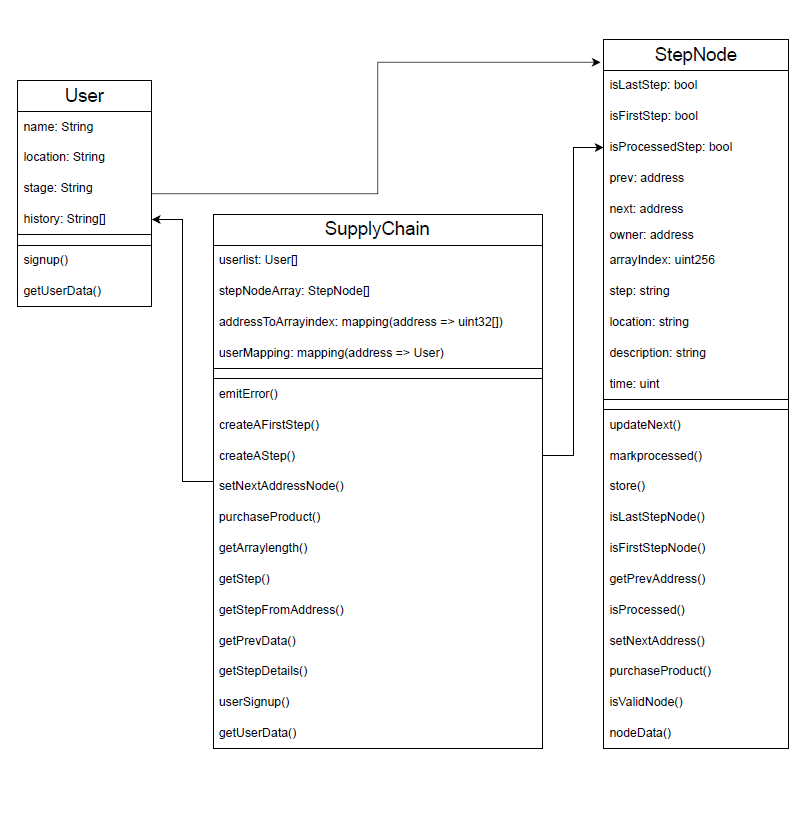 User
name: String
location: String
stage: String
history: String[]
signup()
getUserData()
SupplyChain
userlist: User[]
stepNodeArray: StepNode[]
addressToArrayindex: mapping(address => uint32[])
userMapping: mapping(address => User)
emitError()
createAFirstStep()
createAStep()
setNextAddressNode()
purchaseProduct()
getArraylength()
getStep()
getStepFromAddress()
getPrevData()
getStepDetails()
userSignup()
getUserData()
StepNode
isLastStep: bool
isFirstStep: bool
isProcessedStep: bool
prev: address
next: address
owner: address
arrayIndex: uint256
step: string
location: string
description: string
time: uint
updateNext()
markprocessed()
store()
isLastStepNode()
isFirstStepNode()
getPrevAddress()
isProcessed()
setNextAddress()
purchaseProduct()
isValidNode()
nodeData()